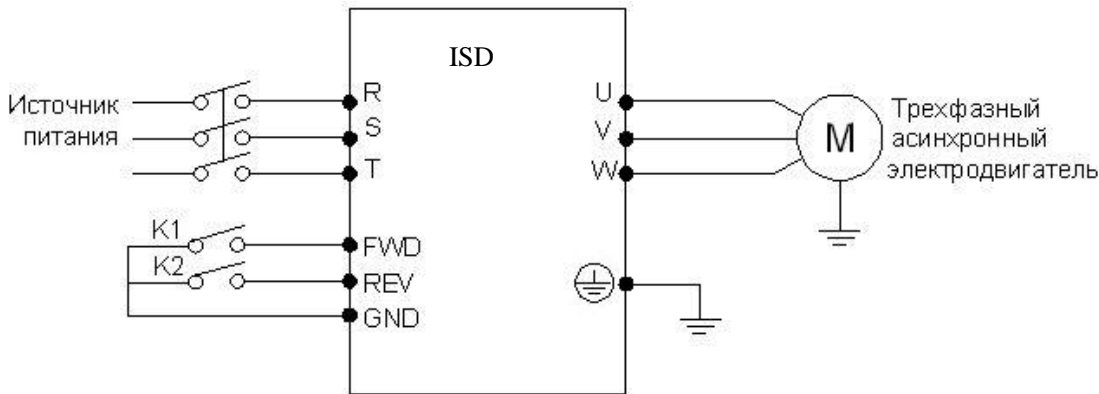 ISD
R
U
Источник
питания
S
V
M
Трехфазный
асинхронный
электродвигатель
T
W
K1
FWD
K2
REV
GND